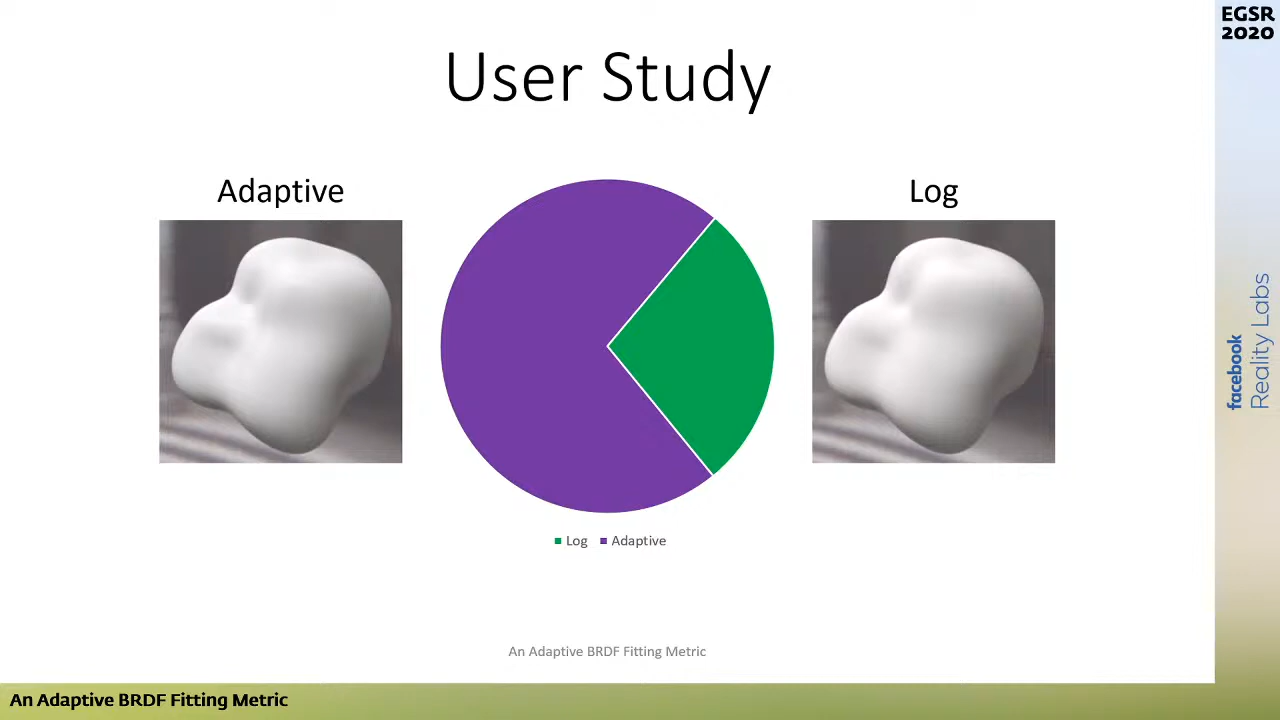 EGSR
2020
User Study
Adaptive
Log
Log Adaptive
An Adaptive BRDF Fitting Metric
facebook
Reality Labs
An Adaptive BRDF Fitting Metric